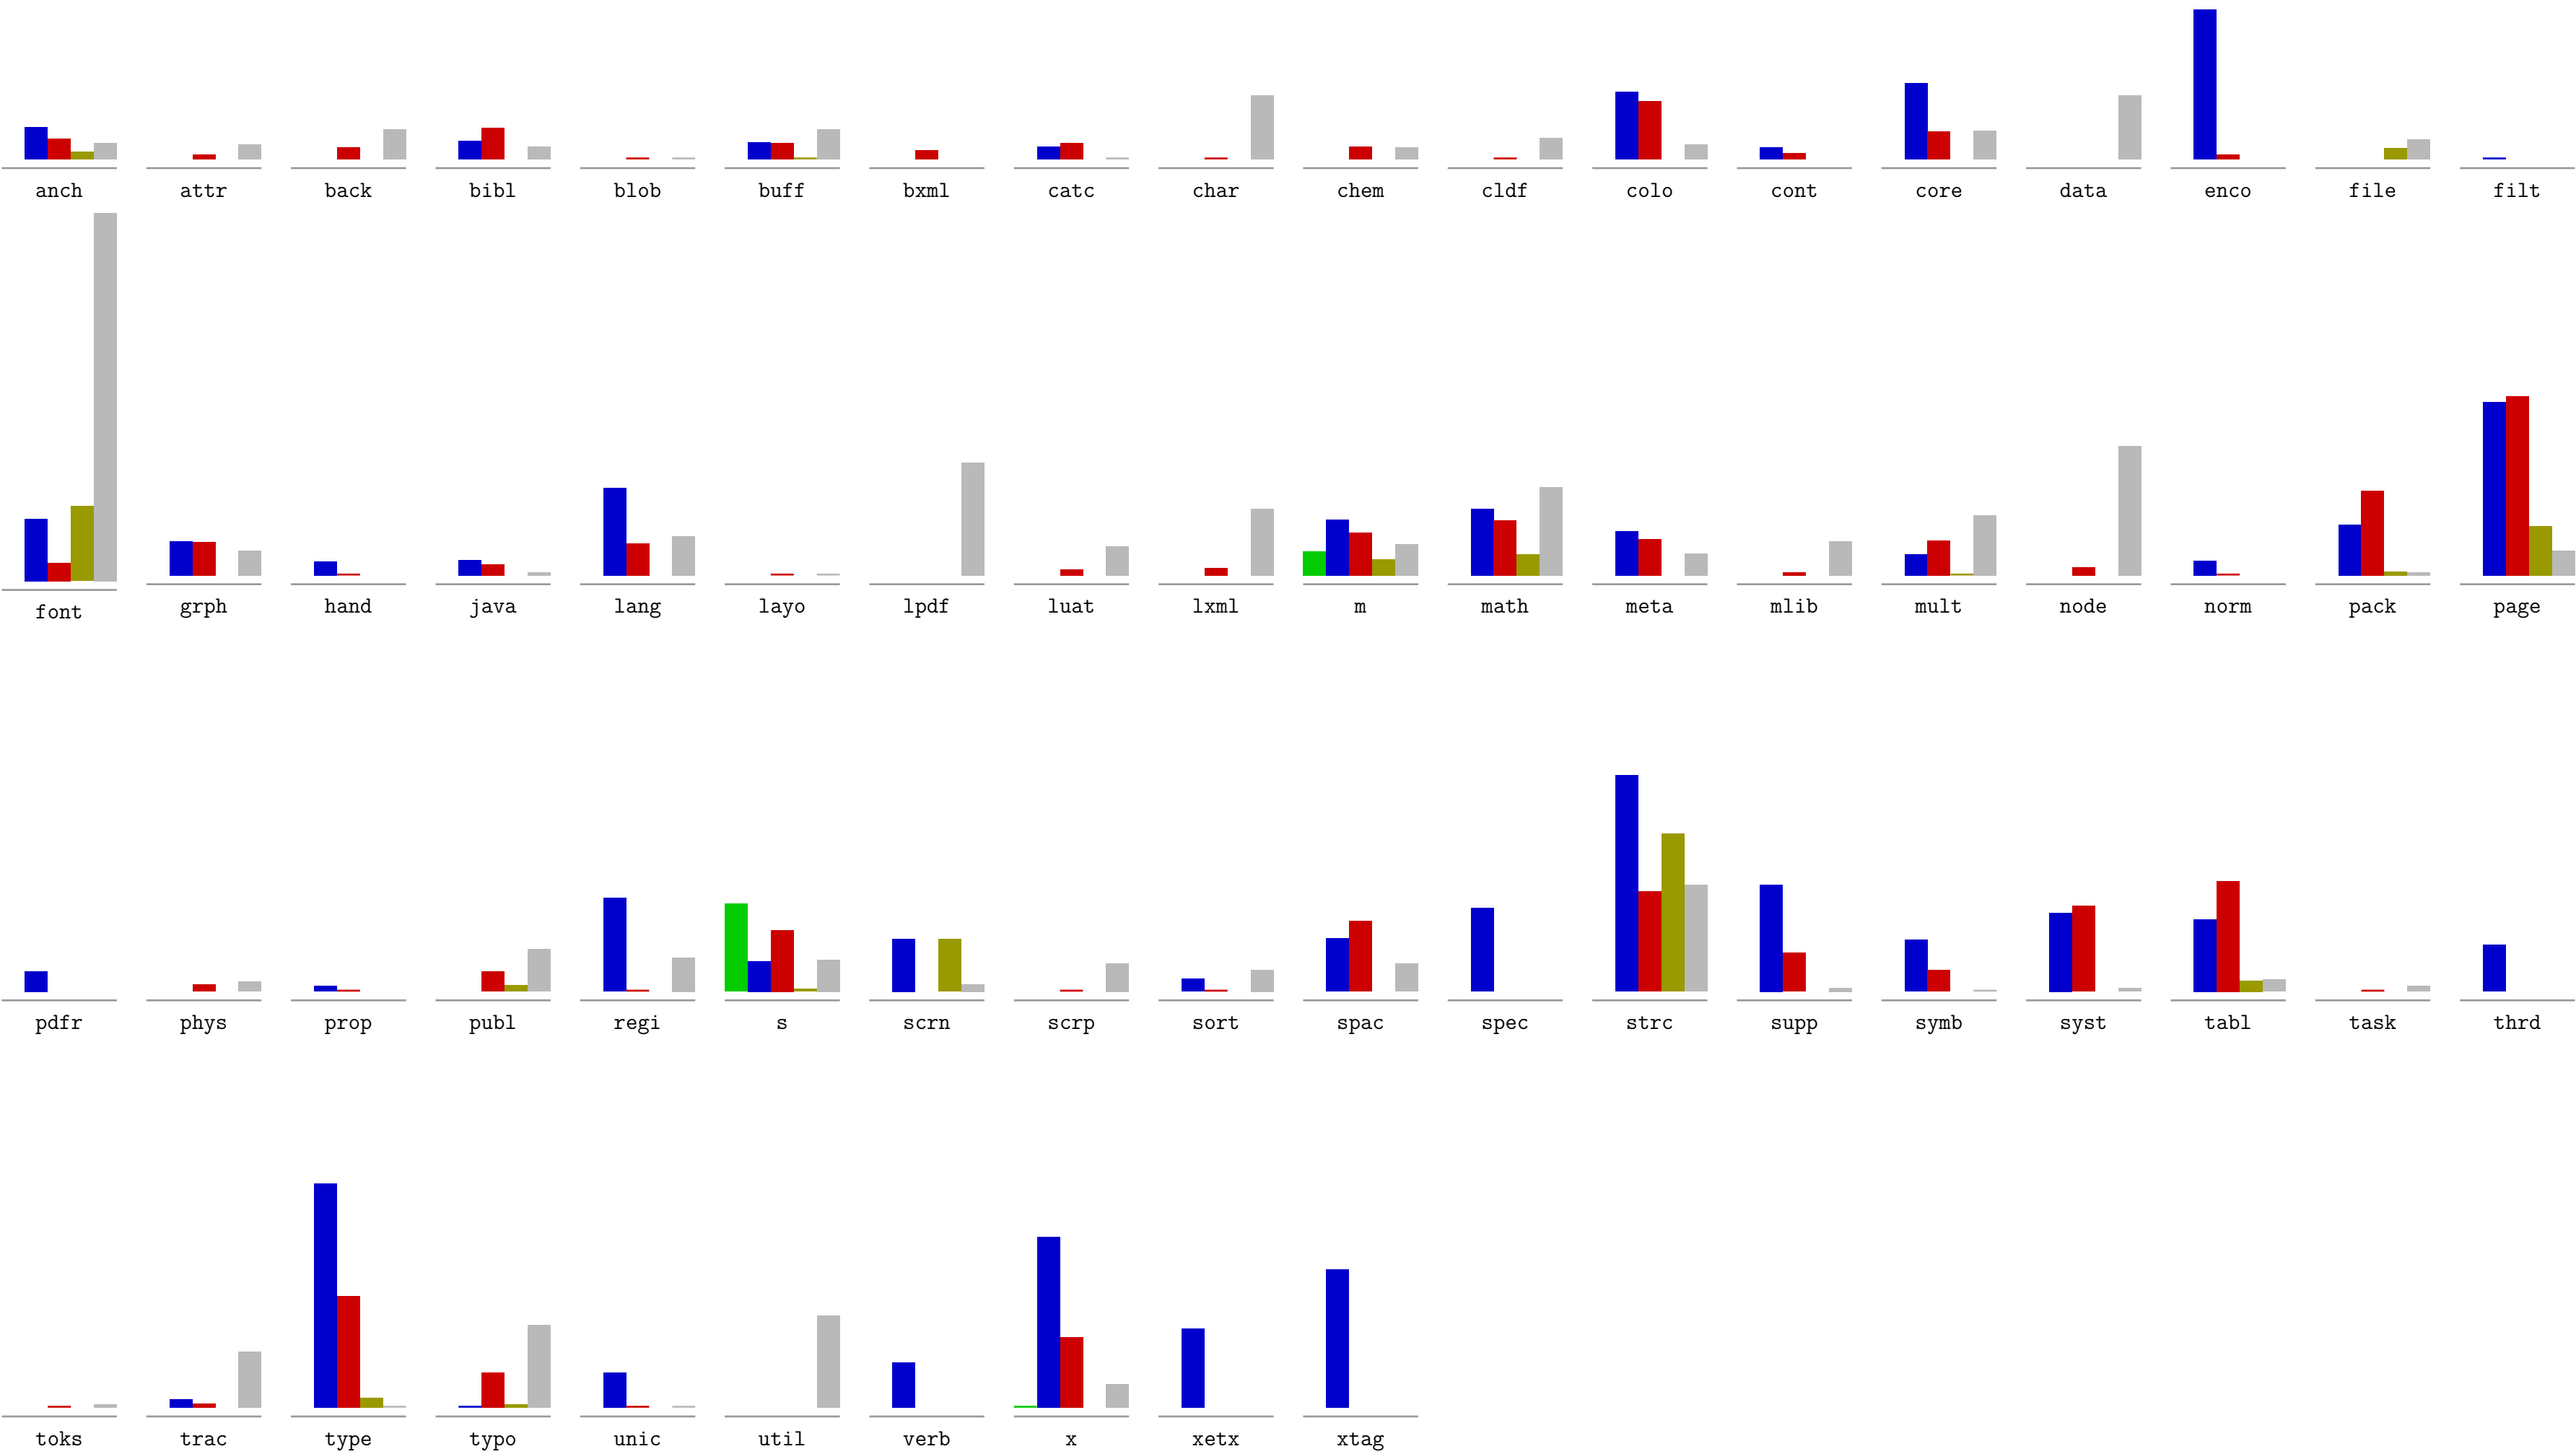 anch attr back bibl blob buff bxml catc char chem cldf colo cont core data enco file filt
font grph hand java lang layo lpdf luat lxml m math meta mlib mult node norm pack page
pdfr phys prop publ regi s scrn scrp sort spac spec strc supp symb syst tabl task thrd
toks trac type typo unic util verb x xetx xtag